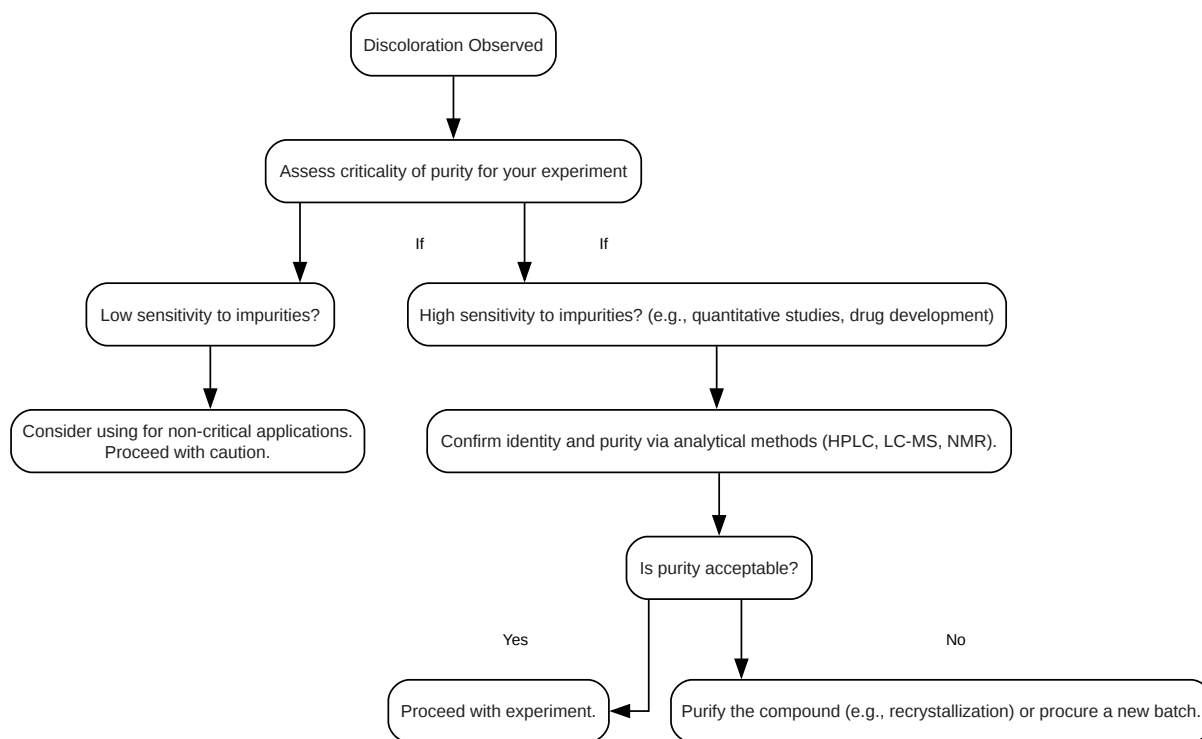 Discoloration Observed
Assess criticality of purity for your experiment
If
If
Low sensitivity to impurities?
High sensitivity to impurities? (e.g., quantitative studies, drug development)
Consider using for non-critical applications.
Proceed with caution.
Confirm identity and purity via analytical methods (HPLC, LC-MS, NMR).
Is purity acceptable?
Yes
No
Proceed with experiment.
Purify the compound (e.g., recrystallization) or procure a new batch.